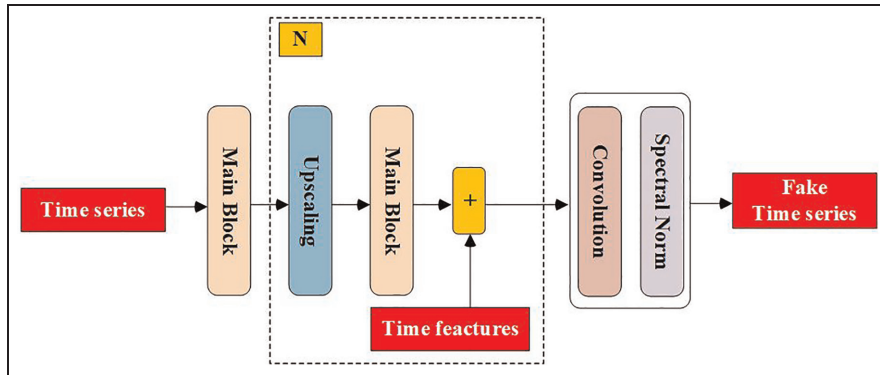 N
Time series
Main Block
Upscaling
Main Block
+
Time feactures
Convolution
Spectral Norm
Fake
Time series